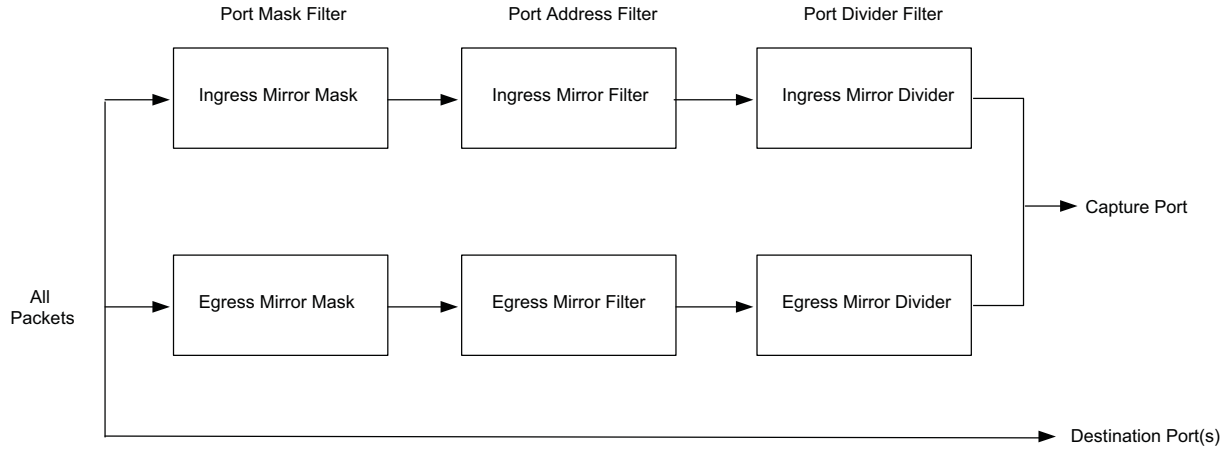 Port Mask Filter
Port Address Filter
Port Divider Filter
Ingress Mirror Mask
Ingress Mirror Filter
Ingress Mirror Divider
Capture Port
All
Packets
Egress Mirror Mask
Egress Mirror Filter
Egress Mirror Divider
Destination Port(s)